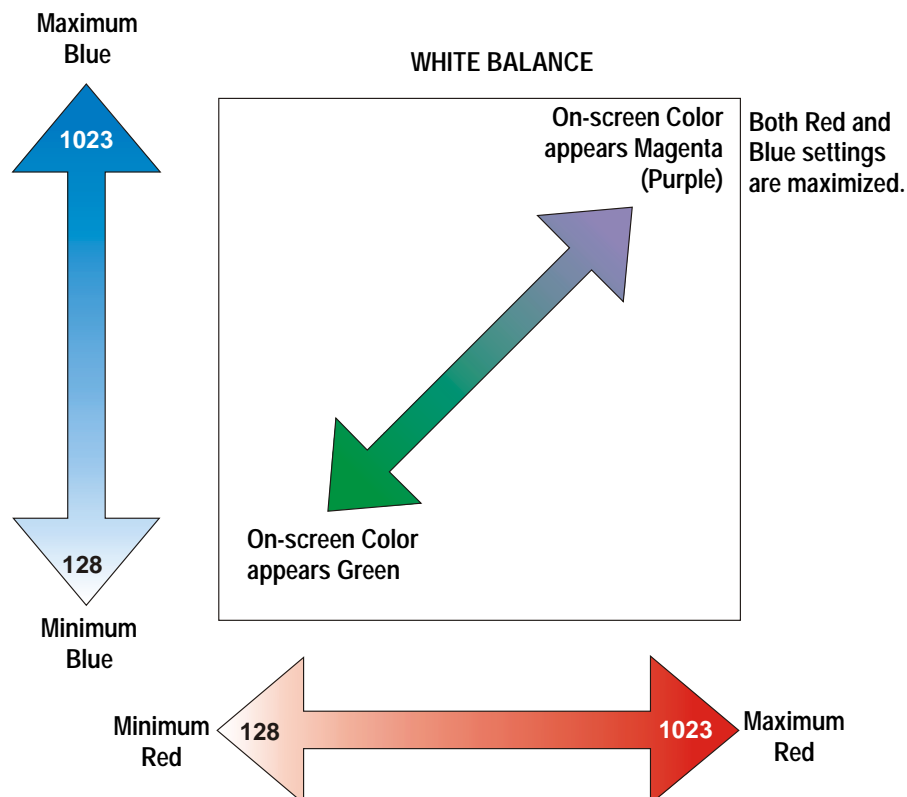 Maximum
Blue
WHITE BALANCE
1023
On-screen Color
appears Magenta
(Purple)
Both Red and
Blue settings
are maximized.
On-screen Color
appears Green
128
Minimum
Blue
Minimum
Red
128
1023
Maximum
Red